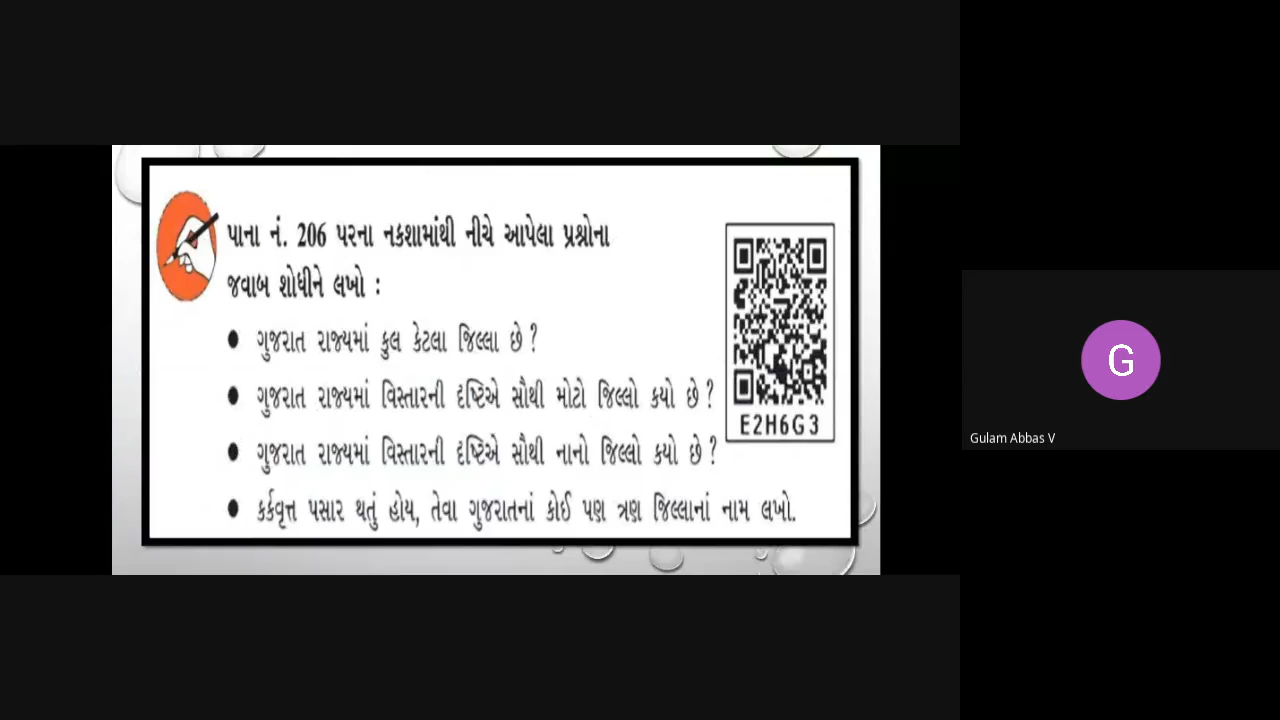 પાના નં. 206 પરના નકશામાંથી નીચે આપેલા પ્રશ્નોના
જવાબ શોધીને લખો :
● ગુજરાત રાજ્યમાં કુલ કેટલા જિલ્લા છે ?
● ગુજરાત રાજ્યમાં વિસ્તારની દૃષ્ટિએ સૌથી મોટો જિલ્લો કયો છે ?
● ગુજરાત રાજ્યમાં વિસ્તારની દૃષ્ટિએ સૌથી નાનો જિલ્લો કયો છે ?
● કર્કવૃત્ત પસાર થતું હોય, તેવા ગુજરાતનાં કોઈ પણ ત્રણ જિલ્લાનાં નામ લખો.
E2H6G3
G
Gulam Abbas V